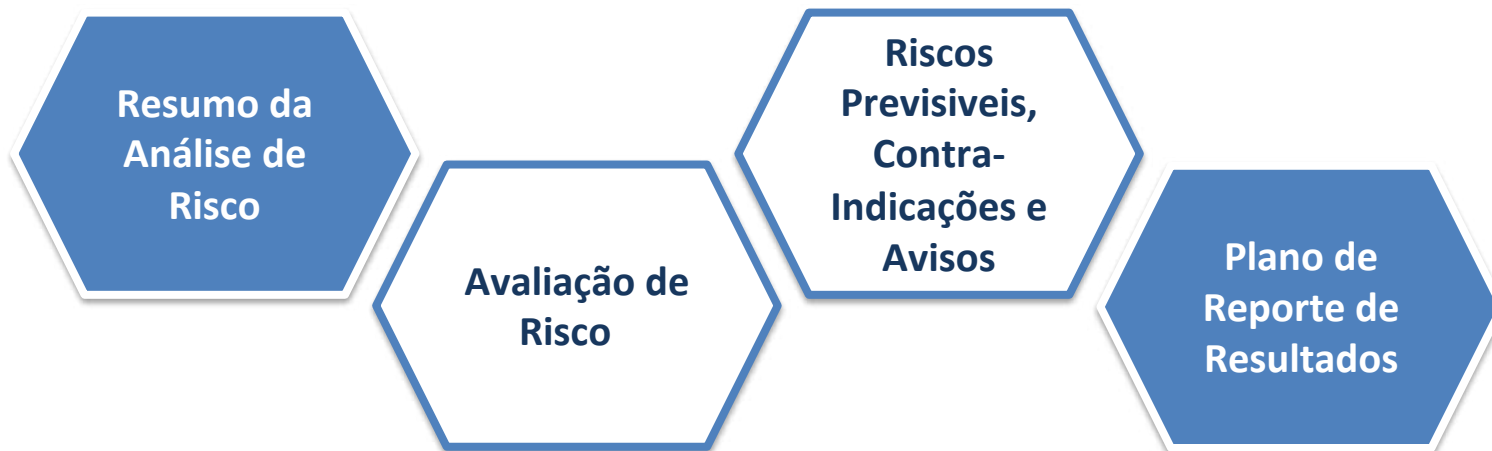 Resumo da
Análise de
Risco
Avaliação de
Risco
Riscos
Previsiveis,
Contra-
Indicações e
Avisos
Plano de
Reporte de
Resultados